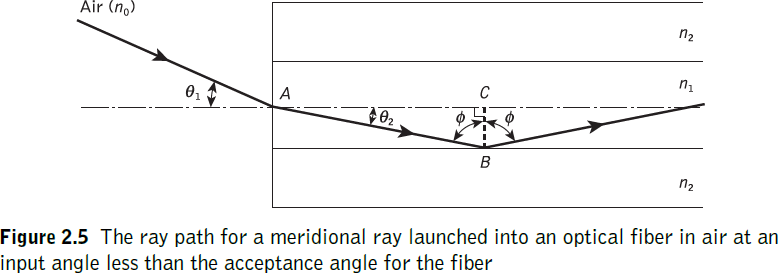 Air (n₀)
n₂
n₁
θ₁
A
C
θ₂
ϕ
ϕ
B
n₂
Figure 2.5 The ray path for a meridional ray launched into an optical fiber in air at an
input angle less than the acceptance angle for the fiber